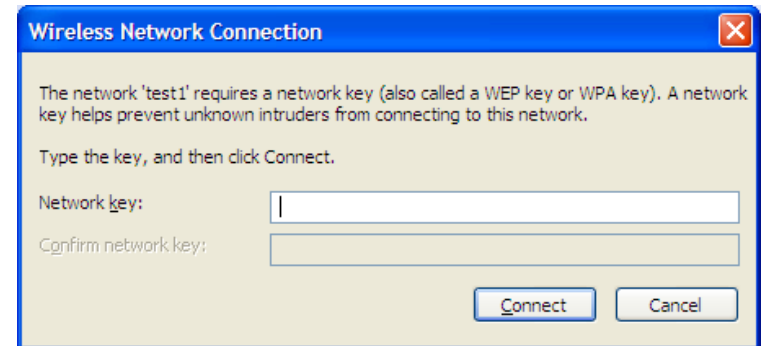 Wireless Network Connection
The network 'test1' requires a network key (also called a WEP key or WPA key). A network
key helps prevent unknown intruders from connecting to this network.
Type the key, and then click Connect.
Network key:
Confirm network key:
Connect Cancel